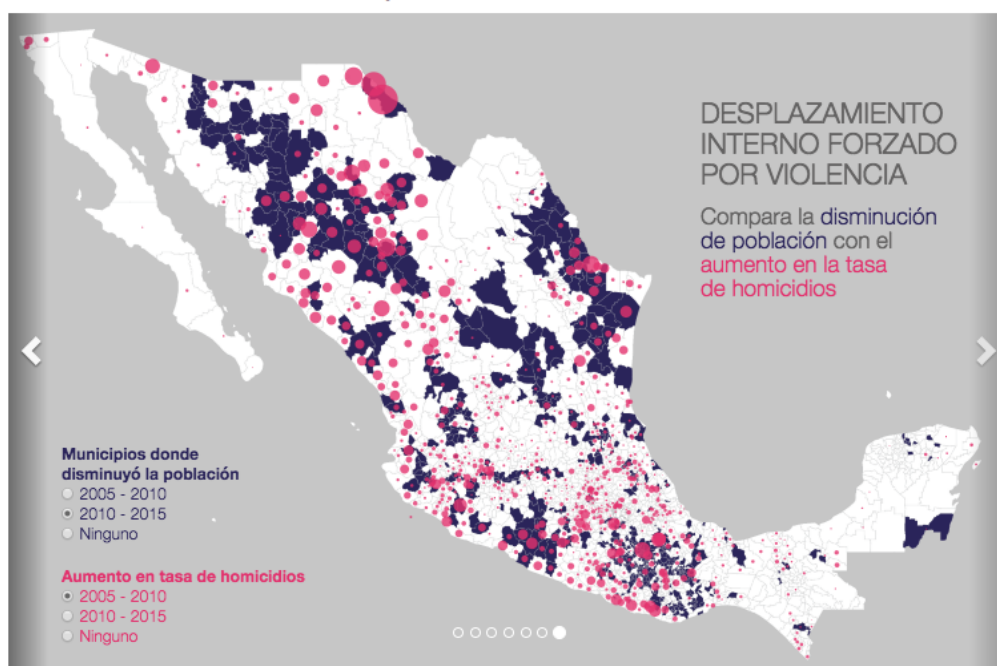 DESPLAZAMIENTO
INTERNO FORZADO
POR VIOLENCIA
Compara la disminución
de población con el
aumento en la tasa
de homicidios
Municipios donde
disminuyó la población
2005 - 2010
2010 - 2015
Ninguno
Aumento en tasa de homicidios
2005 - 2010
2010 - 2015
Ninguno